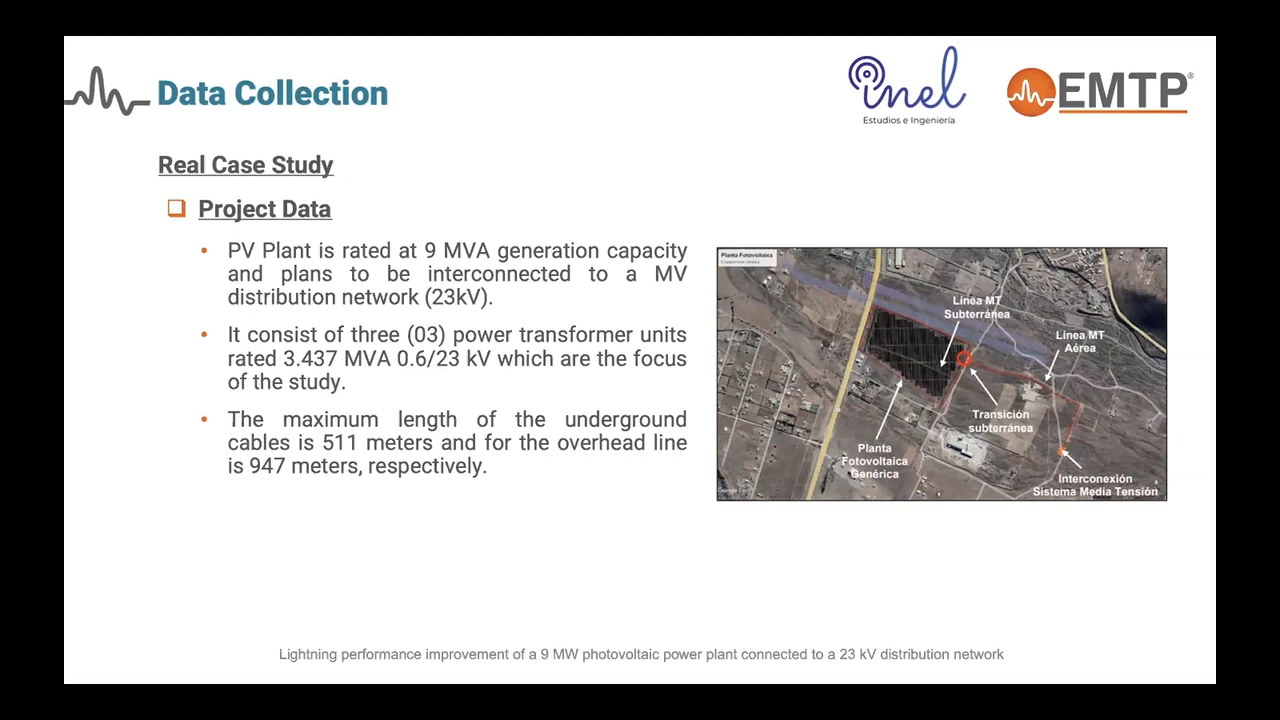 Data Collection
inel
Estudios e Ingeniería
EMTP®
Real Case Study
Project Data
• PV Plant is rated at 9 MVA generation capacity
and plans to be interconnected to a MV
distribution network (23kV).
• It consist of three (03) power transformer units
rated 3.437 MVA 0.6/23 kV which are the focus
of the study.
• The maximum length of the underground
cables is 511 meters and for the overhead line
is 947 meters, respectively.
Planta Fotovoltaica
Línea MT
Subterránea
Línea MT
Aérea
Transición
subterránea
Planta
Fotovoltaica
Genérica
Interconexión
Sistema Media Tensión
Lightning performance improvement of a 9 MW photovoltaic power plant connected to a 23 kV distribution network